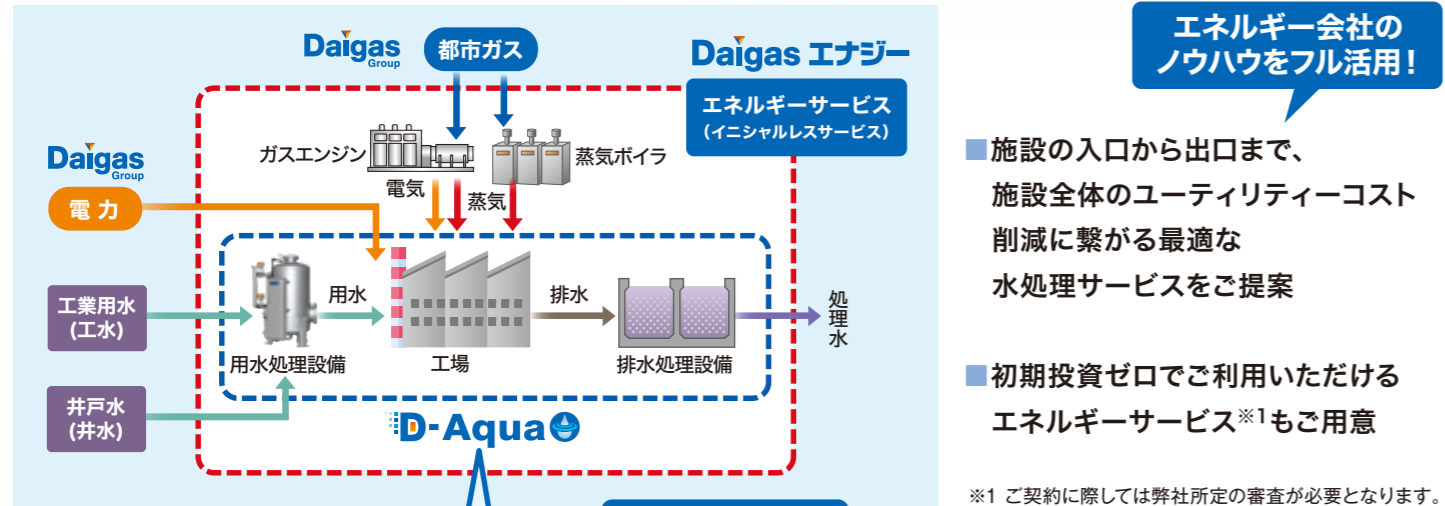 Daigas
Group
都市ガス
Daigas エナジー
エネルギーサービス
（イニシャルレスサービス）
ガスエンジン
蒸気ボイラ
電気
蒸気
Daigas
Group
電力
工業用水
(工水)
井戸水
(井水)
用水
排水
処理水
用水処理設備
工場
排水処理設備
D-Aqua
エネルギー会社の
ノウハウをフル活用！
■施設の入口から出口まで、
施設全体のユーティリティーコスト
削減に繋がる最適な
水処理サービスをご提案
■初期投資ゼロでご利用いただける
エネルギーサービス※1もご用意
※1 ご契約に際しては弊社所定の審査が必要となります。